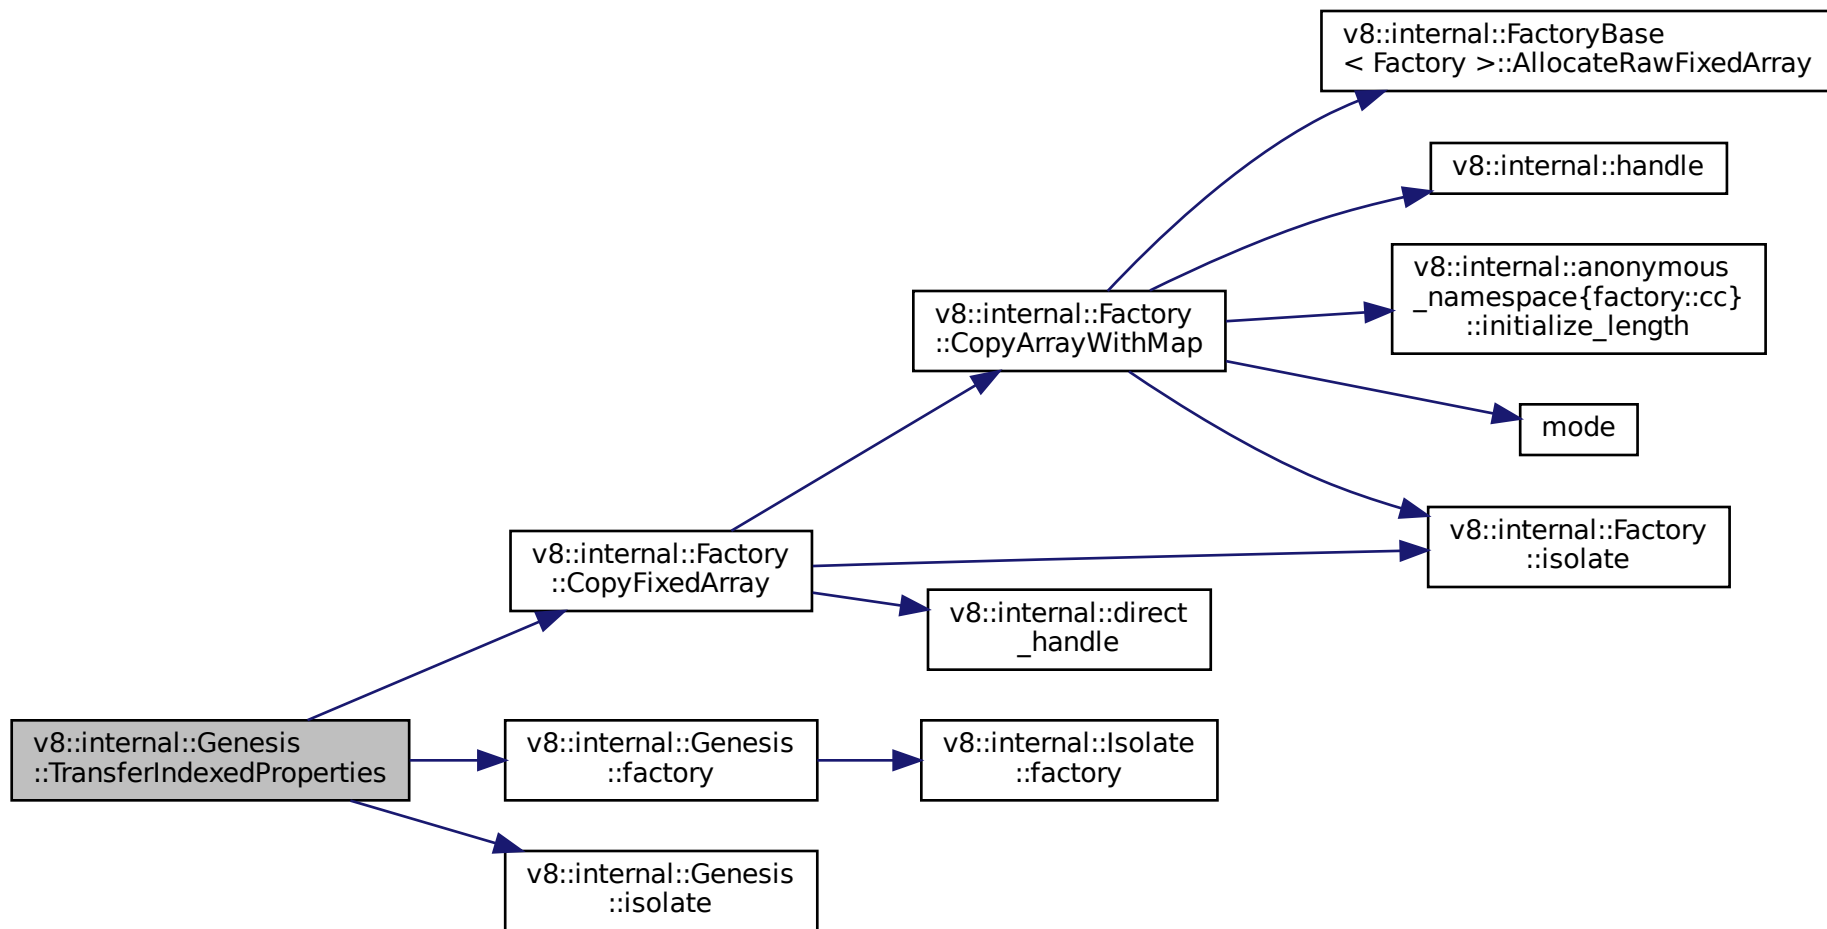 v8::internal::FactoryBase
< Factory >::AllocateRawFixedArray
v8::internal::handle
v8::internal::anonymous
_namespace{factory::cc}
::initialize_length
v8::internal::Factory
::CopyArrayWithMap
mode
v8::internal::Factory
::isolate
v8::internal::Factory
::CopyFixedArray
v8::internal::direct
_handle
v8::internal::Genesis
::TransferIndexedProperties
v8::internal::Genesis
::factory
v8::internal::Isolate
::factory
v8::internal::Genesis
::isolate